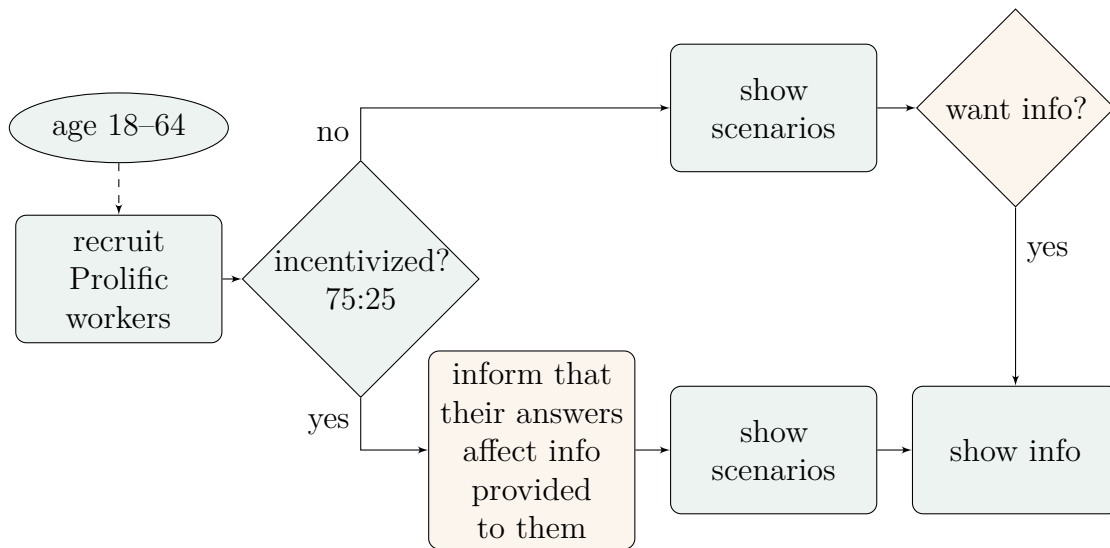 age 18–64
recruit
Prolific
workers
incentivized?
75:25
no
show
scenarios
want info?
yes
yes
inform that
their answers
affect info
provided
to them
show
scenarios
show info